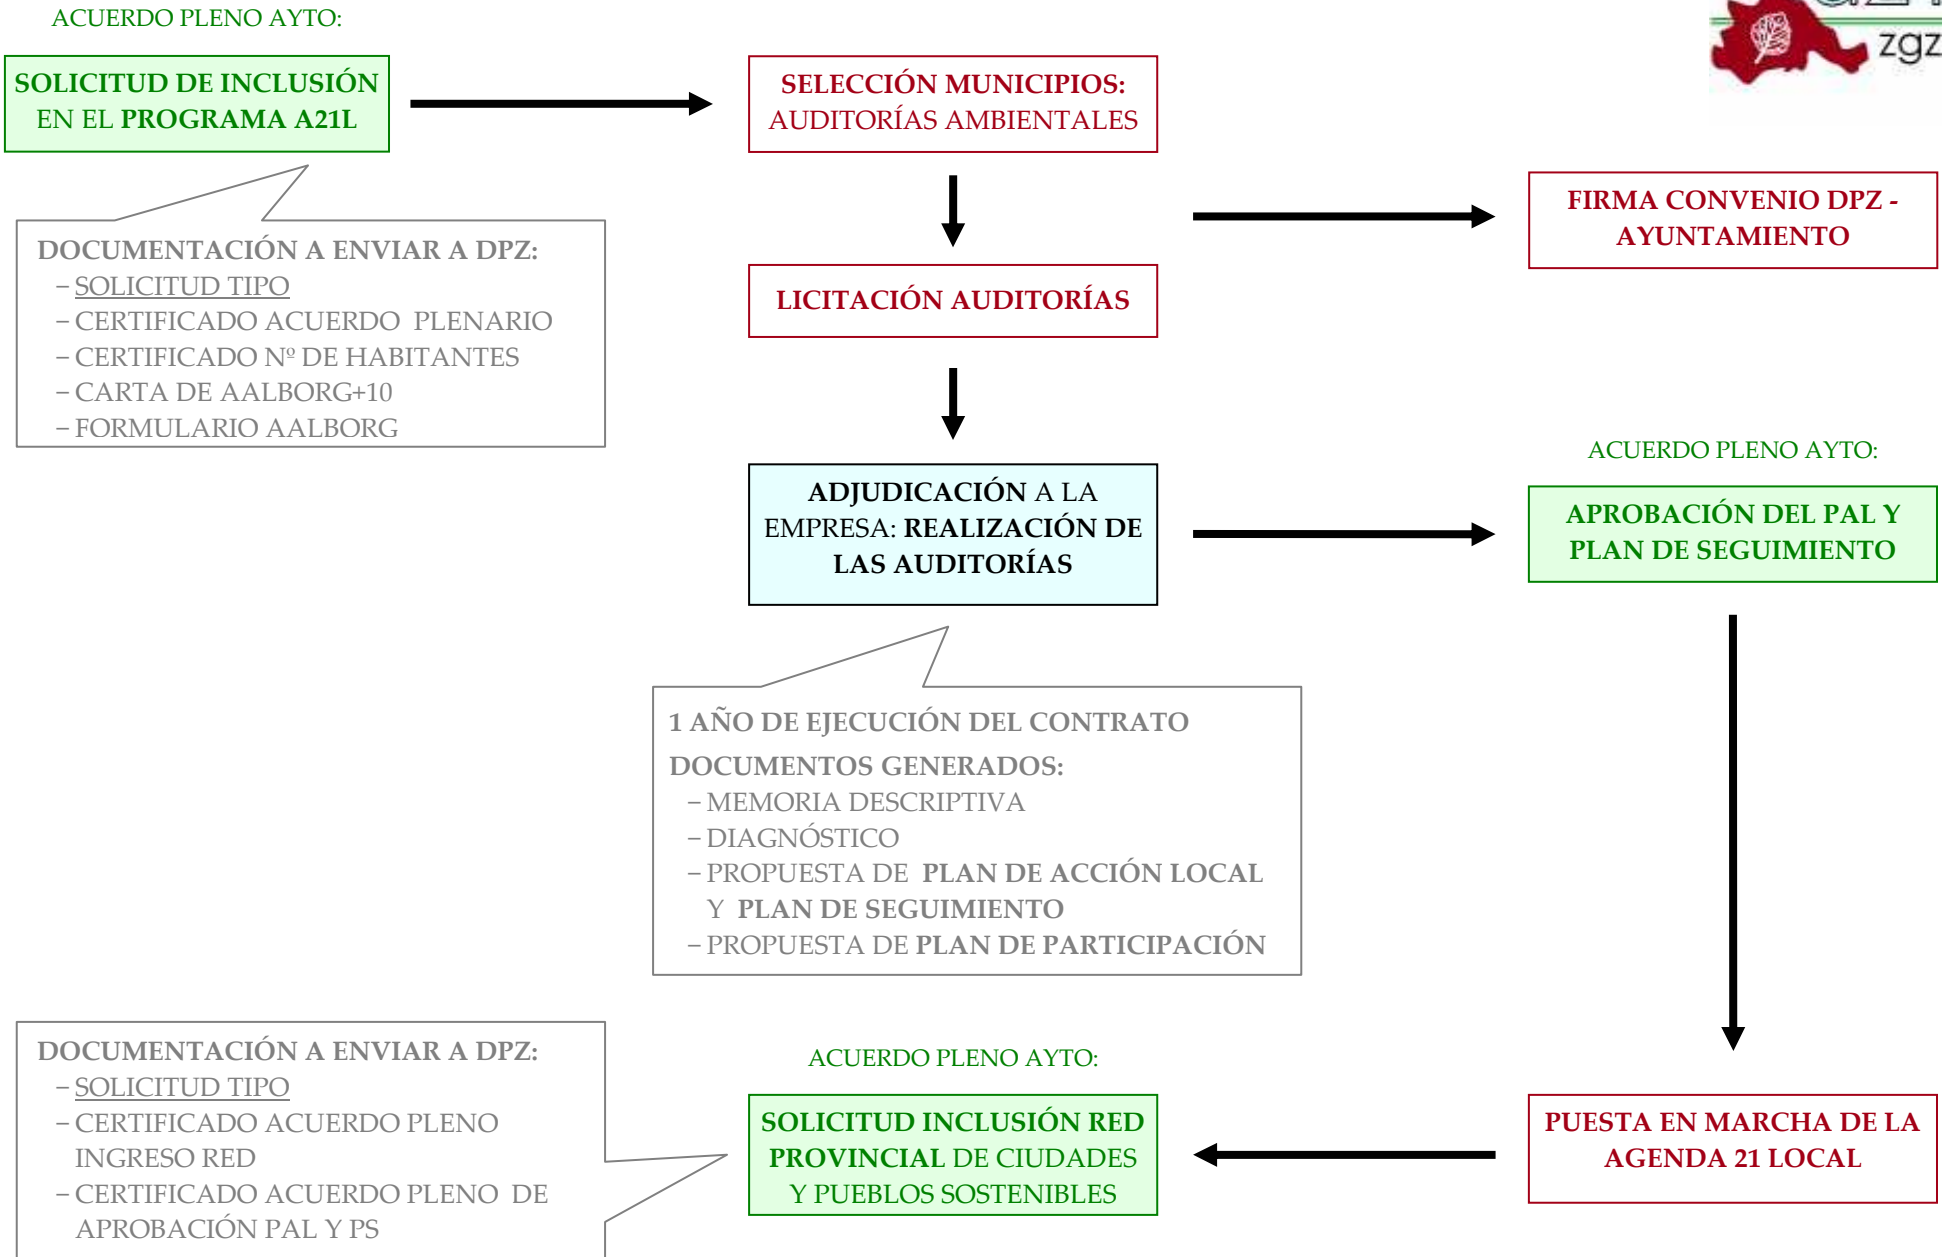 ACUERDO PLENO AYTO:
SOLICITUD DE INCLUSIÓN
EN EL PROGRAMA A21L
SELECCIÓN MUNICIPIOS:
AUDITORÍAS AMBIENTALES
zgz
FIRMA CONVENIO DPZ -
AYUNTAMIENTO
DOCUMENTACIÓN A ENVIAR A DPZ:
– SOLICITUD TIPO
– CERTIFICADO ACUERDO PLENARIO
– CERTIFICADO Nº DE HABITANTES
– CARTA DE AALBORG+10
– FORMULARIO AALBORG
LICITACIÓN AUDITORÍAS
ADJUDICACIÓN A LA
EMPRESA: REALIZACIÓN DE
LAS AUDITORÍAS
ACUERDO PLENO AYTO:
APROBACIÓN DEL PAL Y
PLAN DE SEGUIMIENTO
1 AÑO DE EJECUCIÓN DEL CONTRATO
DOCUMENTOS GENERADOS:
– MEMORIA DESCRIPTIVA
– DIAGNÓSTICO
– PROPUESTA DE PLAN DE ACCIÓN LOCAL
Y PLAN DE SEGUIMIENTO
– PROPUESTA DE PLAN DE PARTICIPACIÓN
DOCUMENTACIÓN A ENVIAR A DPZ:
– SOLICITUD TIPO
– CERTIFICADO ACUERDO PLENO
INGRESO RED
– CERTIFICADO ACUERDO PLENO DE
APROBACIÓN PAL Y PS
ACUERDO PLENO AYTO:
SOLICITUD INCLUSIÓN RED
PROVINCIAL DE CIUDADES
Y PUEBLOS SOSTENIBLES
PUESTA EN MARCHA DE LA
AGENDA 21 LOCAL